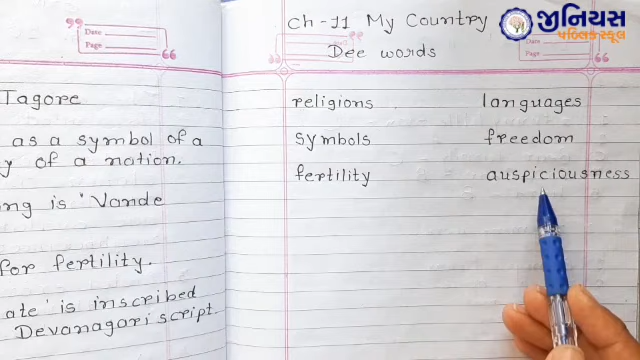 Tagore
as a symbol of a
y of a nation.
ng is 'Vande
for fertility.
ate' is inscribed
Devanagari script.
Date
Page
Ch-11 My Country
Dee words
religions languages
symbols freedom
fertility auspiciousness
જીનિયસ
પબ્લિક સ્કૂલ
Date
Page